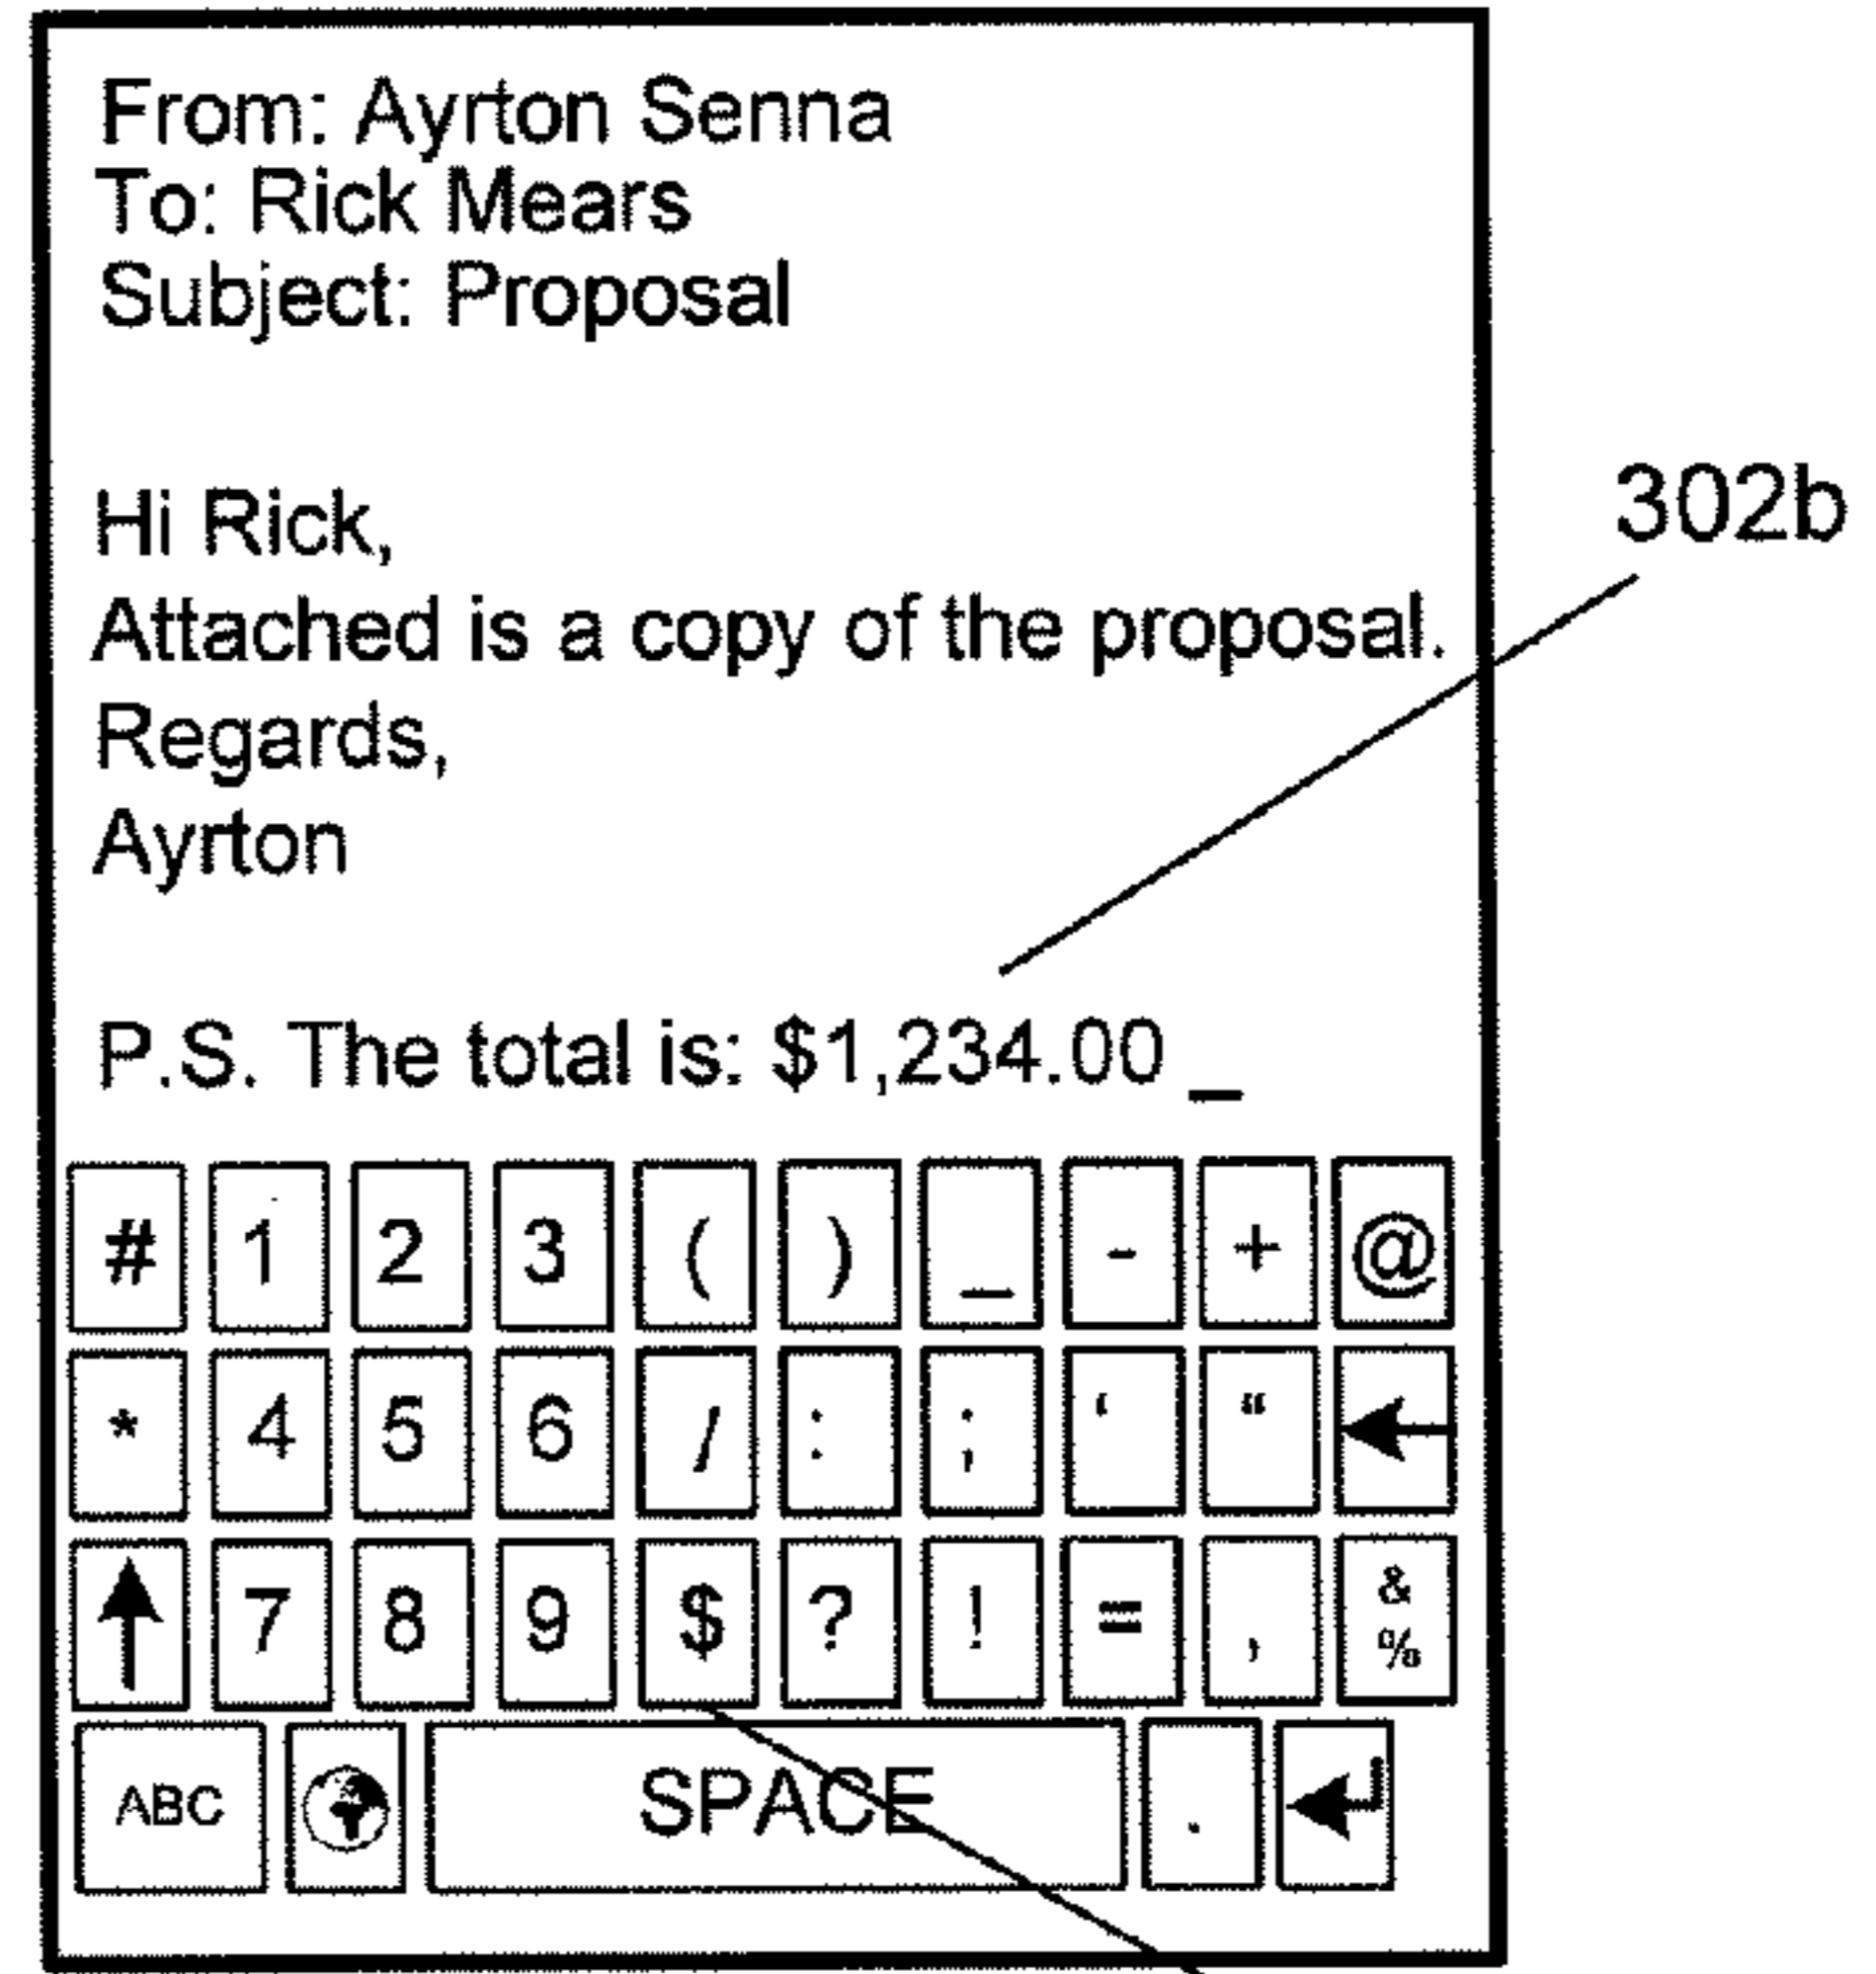 From: Ayrton Senna
To: Rick Mears
Subject: Proposal
Hi Rick,
302b
Attached is a copy of the proposal.
Regards,
Ayrton
P.S. The total is: $1,234.00 _
# 1 2 3 ( ) _ - + @
* 4 5 6 / : ; ‘ “
7 8 9 $ ? ! = , & %
ABC SPACE .